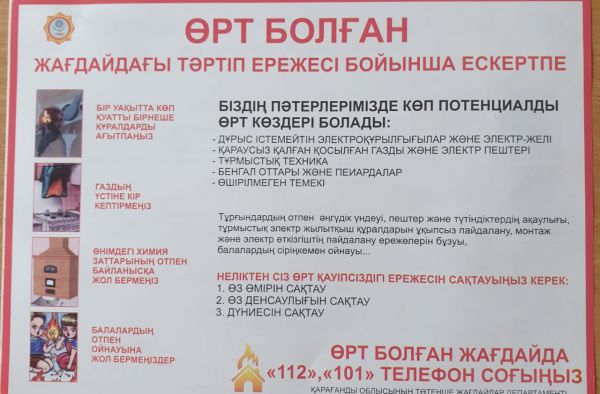 ӨРТ БОЛҒАН
ЖАҒДАЙДАҒЫ ТӘРТІП ЕРЕЖЕСІ БОЙЫНША ЕСКЕРТПЕ
БІР УАҚЫТТА КӨП
ҚУАТТЫ БІРНЕШЕ
ҚҰРАЛДАРДЫ
АҒЫТПАҢЫЗ
ГАЗДЫҢ
ҮСТІНЕ КІР
КЕПТІРМЕҢІЗ
ӨНІМДЕГІ ХИМИЯ
ЗАТТАРЫНЫҢ ОТПЕН
БАЙЛАНЫСҚА
ЖОЛ БЕРМЕҢІЗ
БАЛАЛАРДЫҢ
ОТПЕН
ОЙНАУЫНА
ЖОЛ БЕРМЕҢІЗДЕР
БІЗДІҢ ПӘТЕРЛЕРІМІЗДЕ КӨП ПОТЕНЦИАЛДЫ
ӨРТ КӨЗДЕРІ БОЛАДЫ:
- ДҰРЫС ІСТЕМЕЙТІН ЭЛЕКТРОҚҰРЫЛҒЫҒЫЛАР ЖӘНЕ ЭЛЕКТР-ЖЕЛІ
- ҚАРАУСЫЗ ҚАЛҒАН ҚОСЫЛҒАН ГАЗДЫ ЖӘНЕ ЭЛЕКТР ПЕШТЕРІ
- ТҰРМЫСТЫҚ ТЕХНИКА
- БЕНГАЛ ОТТАРЫ ЖӘНЕ ПЕИАРДАЛАР
- ӨШІРІЛМЕГЕН ТЕМЕКІ
Тұрғындардың отпен әңгүдік үндеуі, пештер және түтіндіктердің ақаулығы,
тұрмыстық электр жылытқыш құралдарын ұқыпсыз пайдалану, монтаж
және электр өткізгіштің пайдалану ережелерін бұзуы,
балалардың сіріңкемен ойнауы...
НЕЛІКТЕН СІЗ ӨРТ ҚАУІПСІЗДІГІ ЕРЕЖЕСІН САҚТАУЫҢЫЗ КЕРЕК:
1. ӨЗ ӨМІРІН САҚТАУ
2. ӨЗ ДЕНСАУЛЫҒЫН САҚТАУ
3. ДҮНИЕСІН САҚТАУ
ӨРТ БОЛҒАН ЖАҒДАЙДА
«112»,«101» ТЕЛЕФОН СОҒЫҢЫЗ
ҚАРАҒАНДЫ ОБЛЫСЫНЫҢ ТӨТЕНШЕ ЖАҒДАЙЛАР ДЕПАРТАМЕНТІ